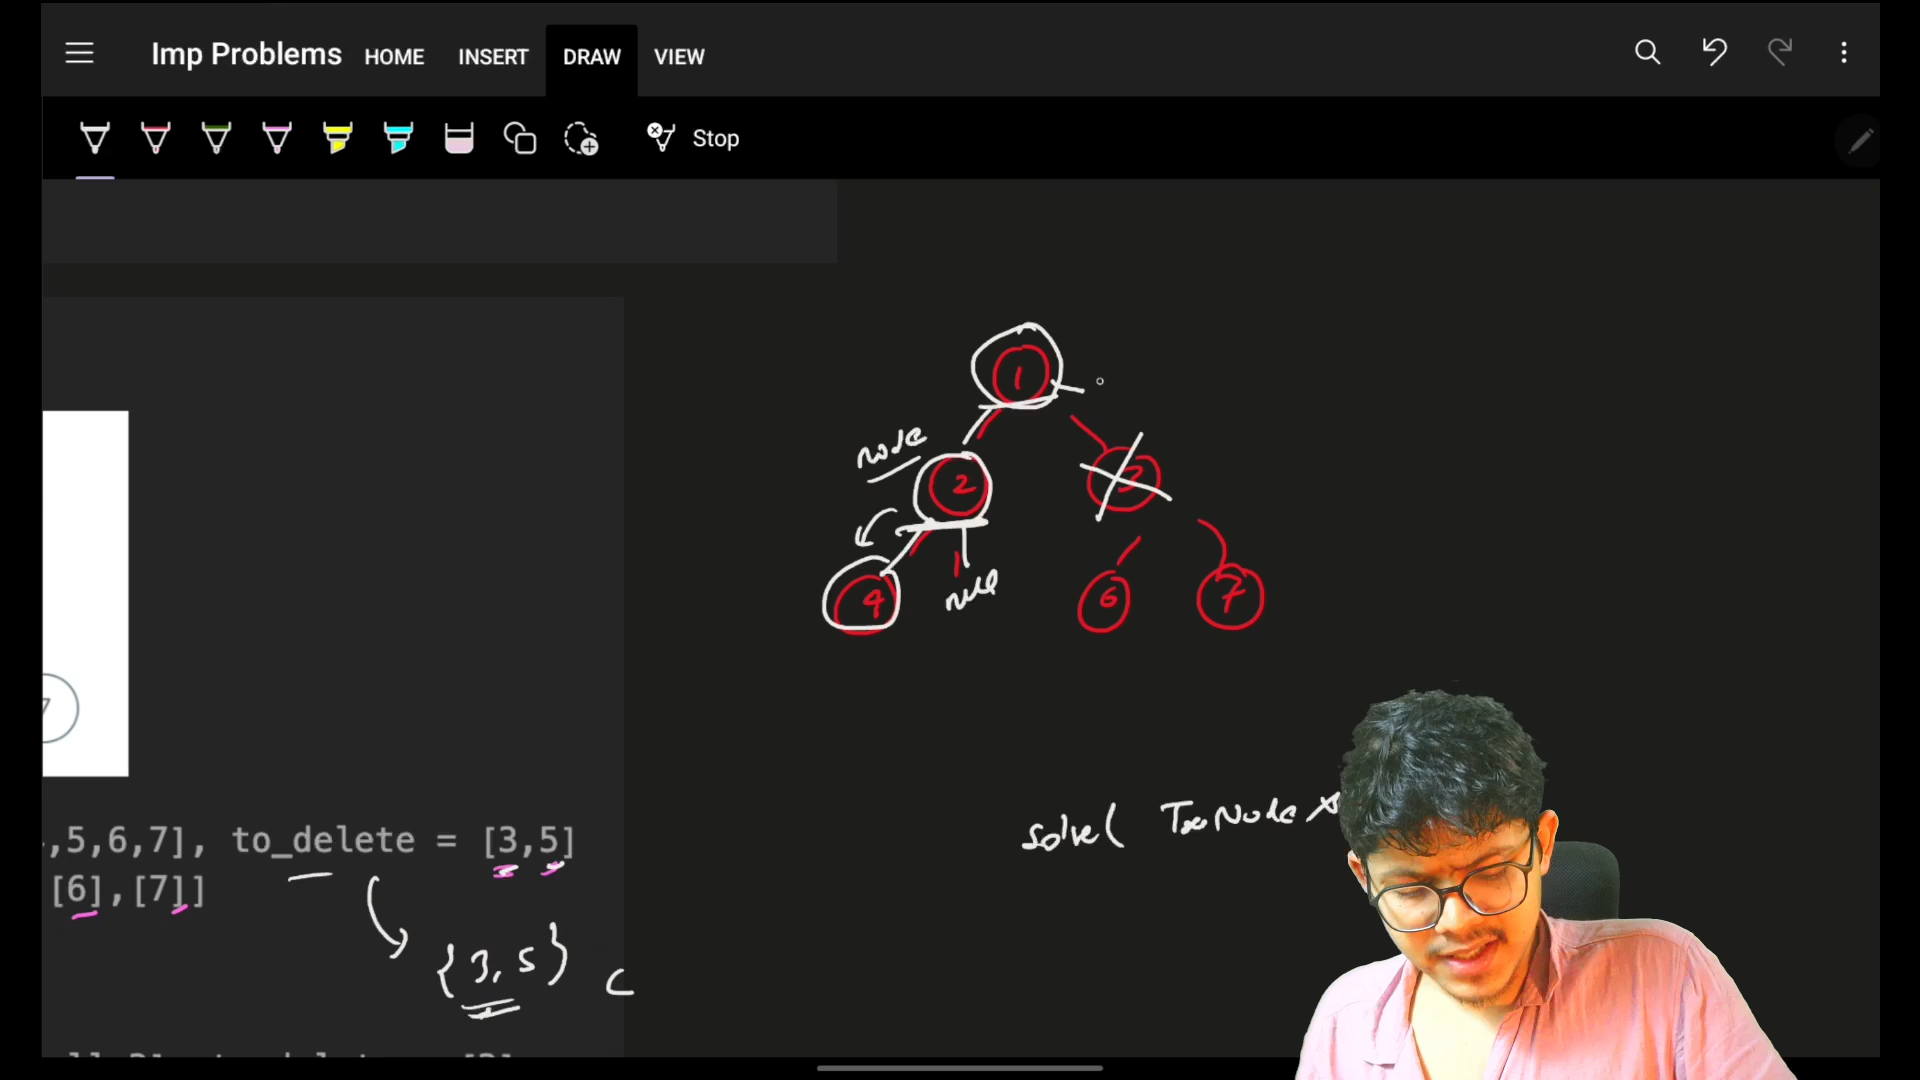 Imp Problems HOME INSERT DRAW VIEW
Stop
1
node
2
3
4
null
6
7
7
solve( TreeNode *
,5,6,7], to_delete = [3,5]
[6],[7]]
{3,5}